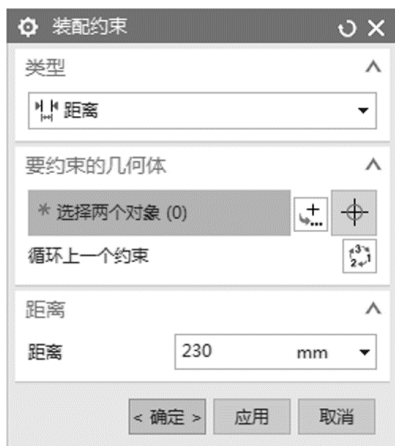 装配约束
类型
距离
要约束的几何体
* 选择两个对象 (0)
循环上一个约束
距离
距离 230 mm
< 确定 > 应用 取消